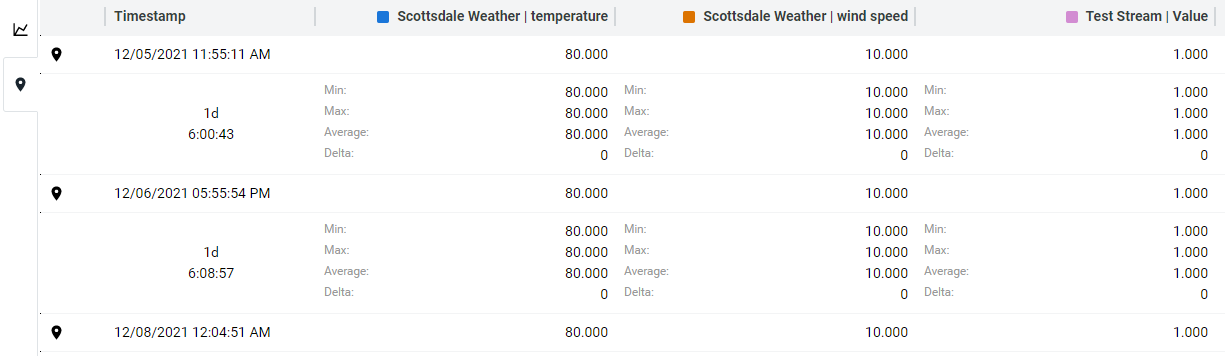 Timestamp Scottsdale Weather | temperature Scottsdale Weather | wind speed Test Stream | Value
12/05/2021 11:55:11 AM 80.000 10.000 1.000
Min: 80.000 Min: 10.000 Min: 1.000
1d Max: 80.000 Max: 10.000 Max: 1.000
6:00:43 Average: 80.000 Average: 10.000 Average: 1.000
Delta: 0 Delta: 0 Delta: 0
12/06/2021 05:55:54 PM 80.000 10.000 1.000
Min: 80.000 Min: 10.000 Min: 1.000
1d Max: 80.000 Max: 10.000 Max: 1.000
6:08:57 Average: 80.000 Average: 10.000 Average: 1.000
Delta: 0 Delta: 0 Delta: 0
12/08/2021 12:04:51 AM 80.000 10.000 1.000